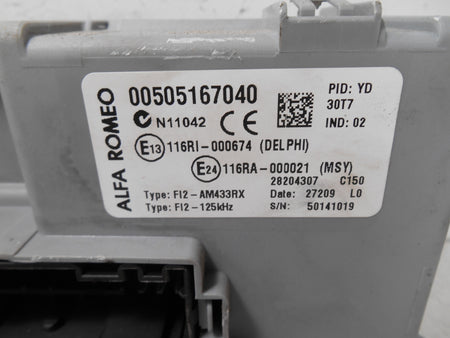 ALFA ROMEO
00505167040
PID: YD
30T7
N11042 CE
IND: 02
E13 116RI-000674 (DELPHI)
E24 116RA-000021 (MSY)
28204307 C150
Type: FI2-AM433RX
Date: 27209 L0
Type: FI2-125kHz
S/N: 50141019